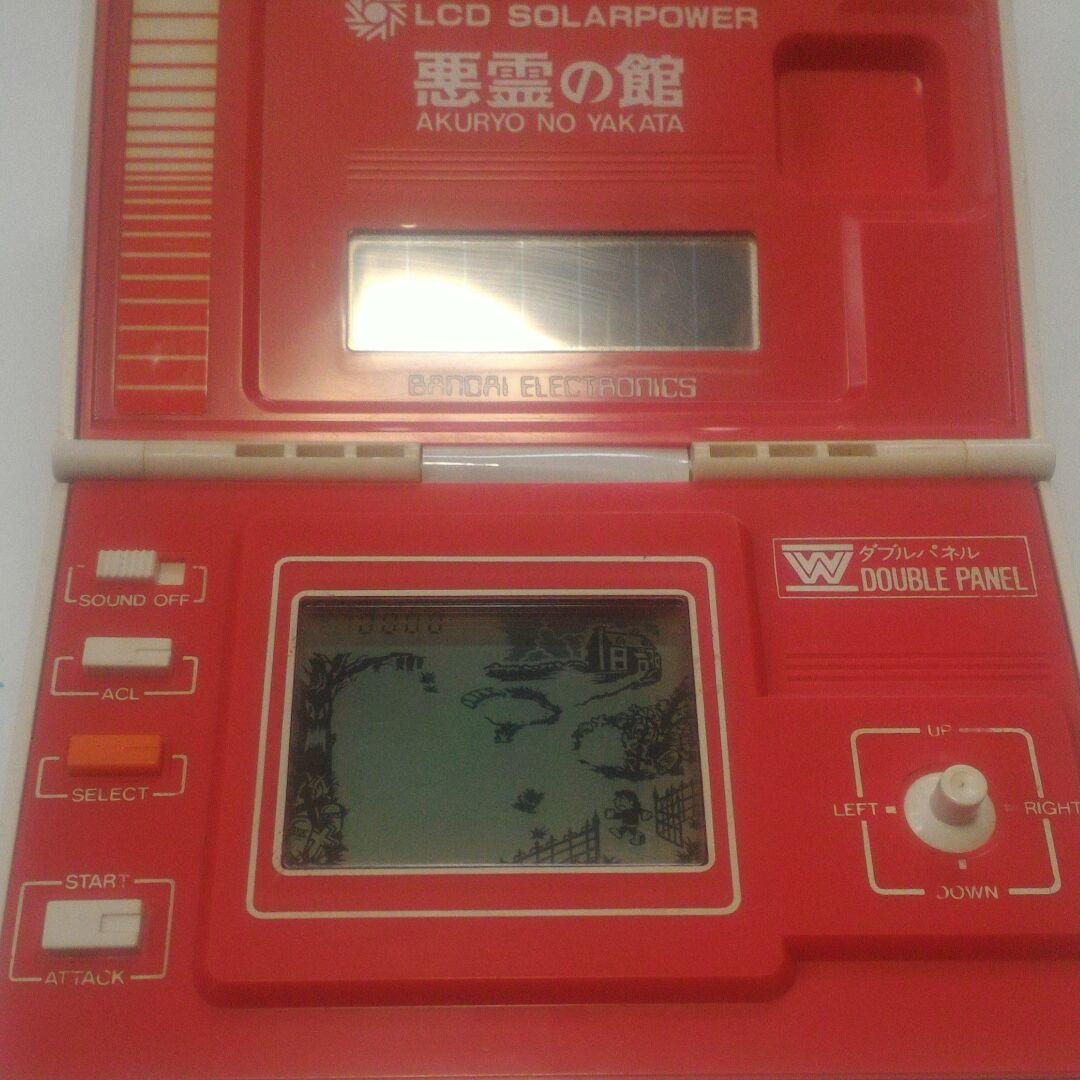 LCD SOLARPOWER
悪霊の館
AKURYO NO YAKATA
BANDAI ELECTRONICS
SOUND OFF
ダブルパネル
W DOUBLE PANEL
ACL
SELECT
UP
LEFT
RIGHT
DOWN
START
ATTACK